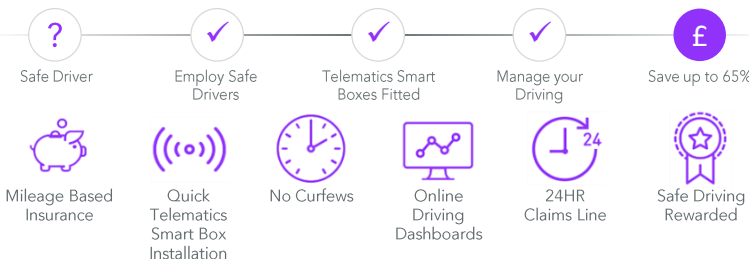 ?
£
Safe Driver
Employ Safe
Drivers
Telematics Smart
Boxes Fitted
Manage your
Driving
Save up to 65%
24
Mileage Based
Insurance
Quick
Telematics
Smart Box
Installation
No Curfews
Online
Driving
Dashboards
24HR
Claims Line
Safe Driving
Rewarded